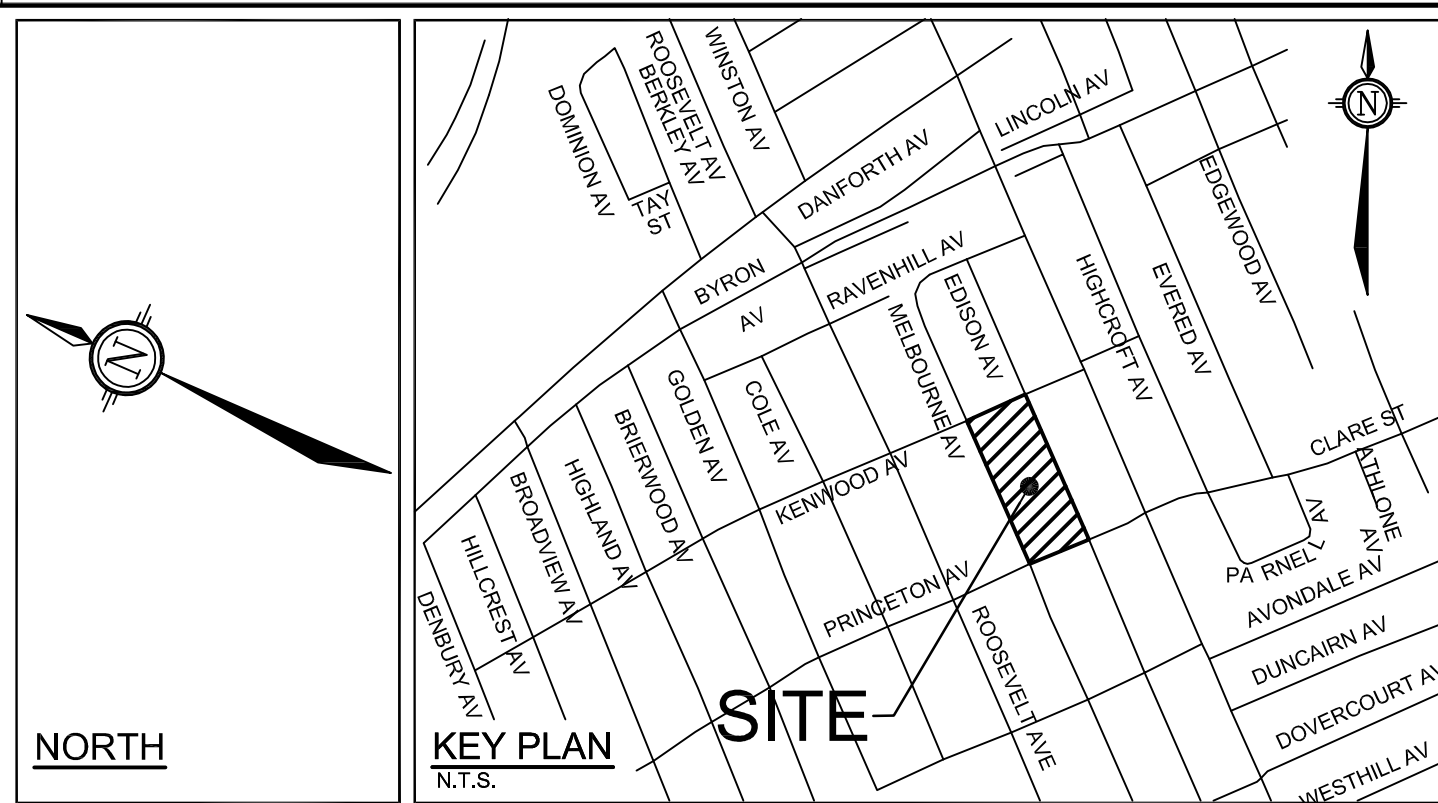 N
NORTH
ROOSEVELT AV
BERKLEY AV
WINSTON AV
DOMINION AV
TAY
ST
DANFORTH AV
LINCOLN AV
N
BYRON
AV
RAVENHILL AV
EDISON AV
MELBOURNE AV
HIGHCROFT AV
EVERED AV
EDGEWOOD AV
GOLDEN AV
COLE AV
BRIERWOOD AV
HIGHLAND AV
BROADVIEW AV
HILLCREST AV
DENBURY AV
KENWOOD AV
PRINCETON AV
ROOSEVELT AVE
CLARE ST
ATHLONE
AV
PA RNELL
AV
AVONDALE AV
DUNCAIRN AV
DOVERCOURT AV
WESTHILL AV
SITE
KEY PLAN
N.T.S.